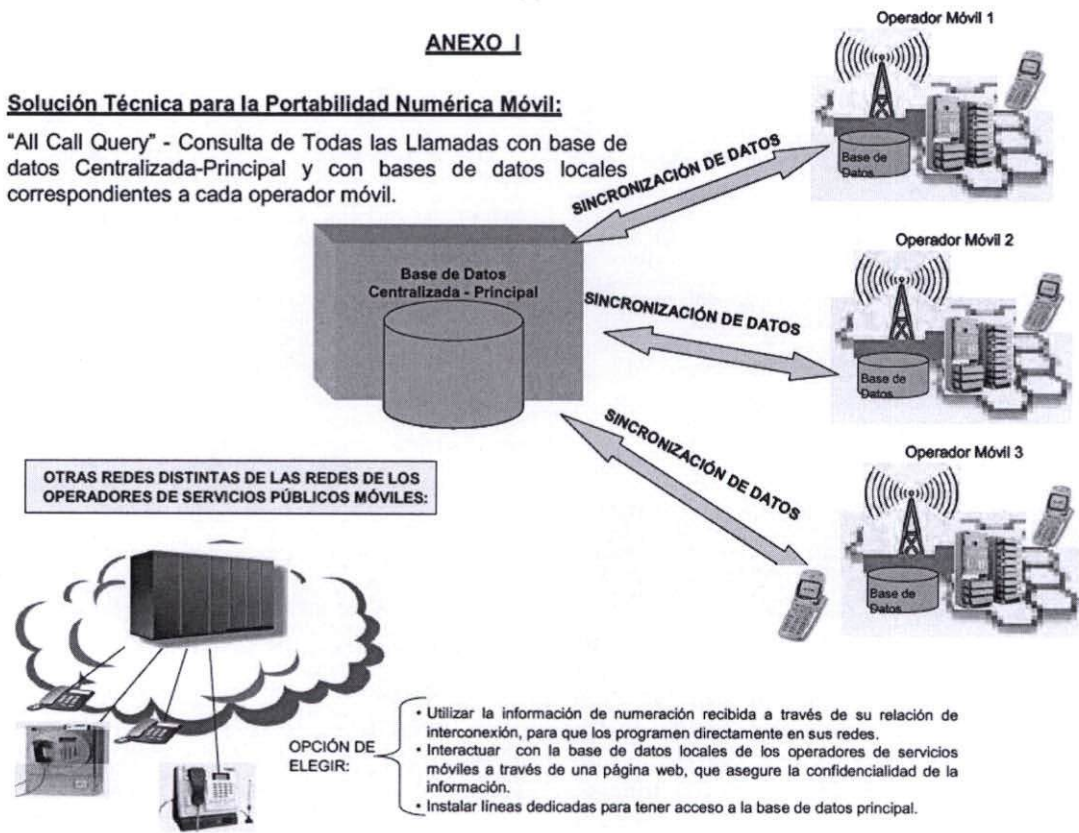 ANEXO I
Solución Técnica para la Portabilidad Numérica Móvil:
"All Call Query" - Consulta de Todas las Llamadas con base de
datos Centralizada-Principal y con bases de datos locales
correspondientes a cada operador móvil.
Base de Datos
Centralizada - Principal
SINCRONIZACIÓN DE DATOS
Operador Móvil 1
Base de
Datos
SINCRONIZACIÓN DE DATOS
Operador Móvil 2
Base de
Datos
SINCRONIZACIÓN DE DATOS
Operador Móvil 3
Base de
Datos
OTRAS REDES DISTINTAS DE LAS REDES DE LOS
OPERADORES DE SERVICIOS PÚBLICOS MÓVILES:
OPCIÓN DE
ELEGIR:
• Utilizar la información de numeración recibida a través de su relación de
interconexión, para que los programen directamente en sus redes.
• Interactuar con la base de datos locales de los operadores de servicios
móviles a través de una página web, que asegure la confidencialidad de la
información.
• Instalar líneas dedicadas para tener acceso a la base de datos principal.